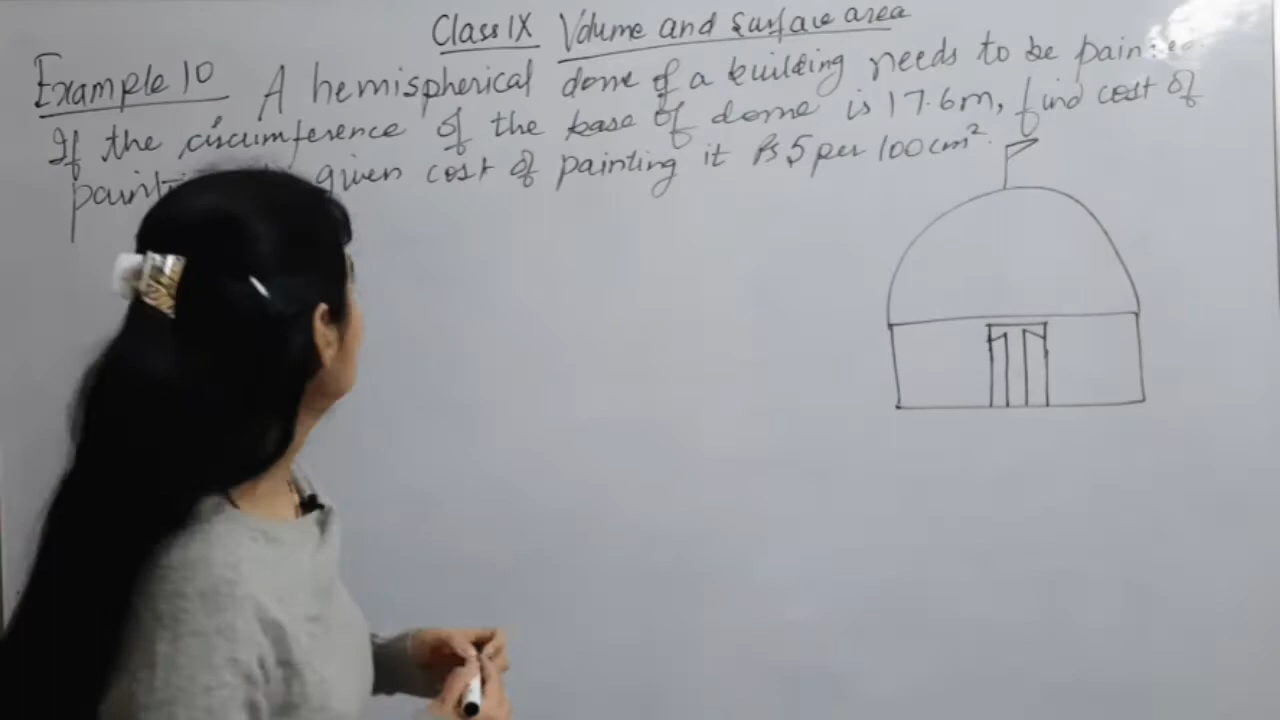 Class IX Volume and surface area
Example 10 A hemispherical dome of a building needs to be painted.
If the circumference of the base of dome is 17.6m, find cost of
given cost of painting it Rs 5 per 100cm².